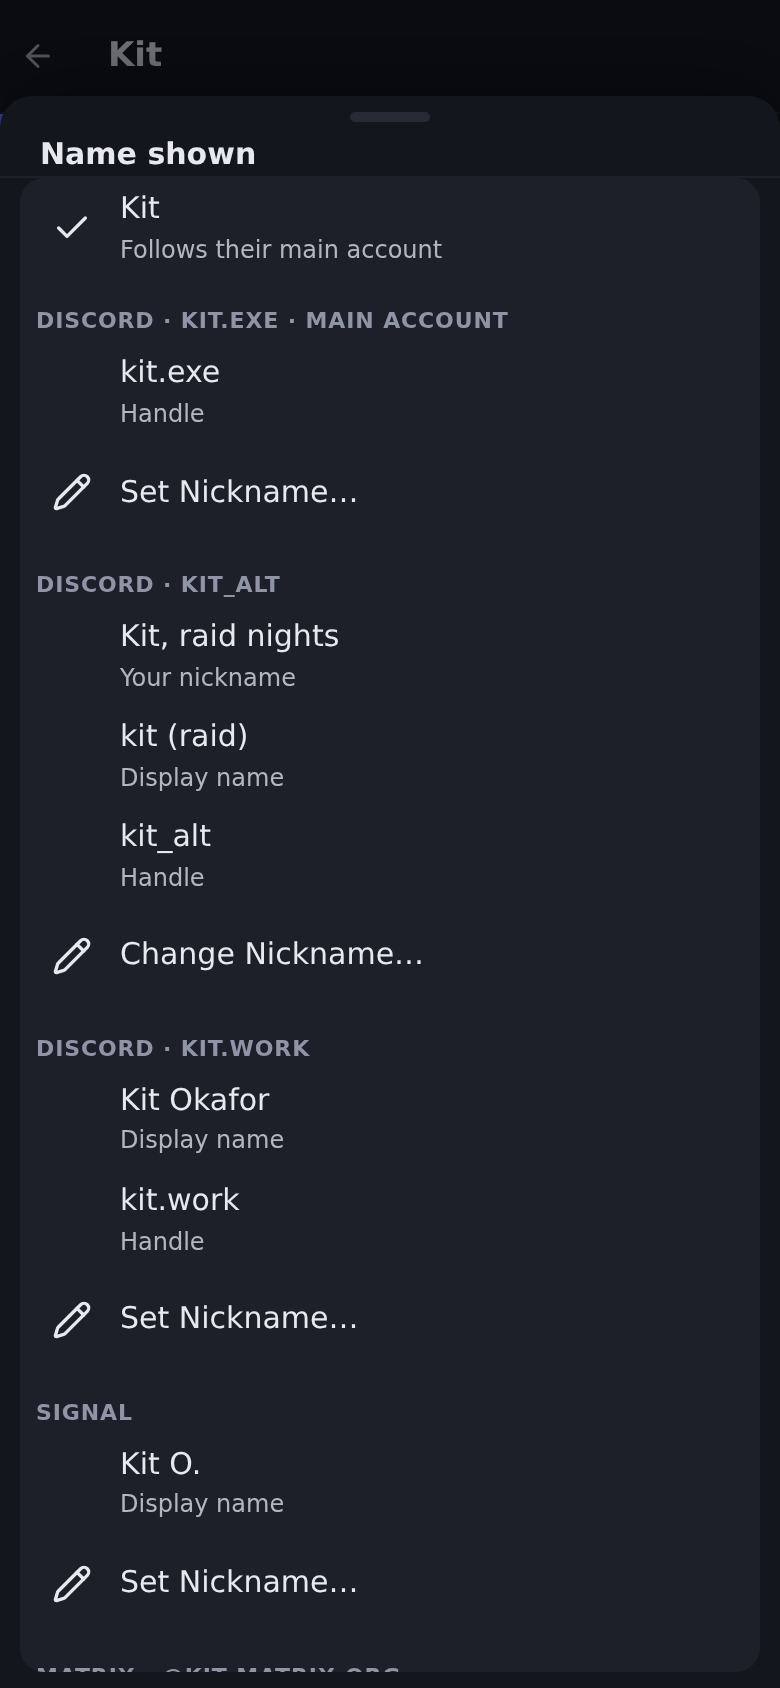 Kit
Name shown
Kit
Follows their main account
DISCORD · KIT.EXE · MAIN ACCOUNT
kit.exe
Handle
Set Nickname...
DISCORD · KIT_ALT
Kit, raid nights
Your nickname
kit (raid)
Display name
kit_alt
Handle
Change Nickname...
DISCORD · KIT.WORK
Kit Okafor
Display name
kit.work
Handle
Set Nickname...
SIGNAL
Kit O.
Display name
Set Nickname...